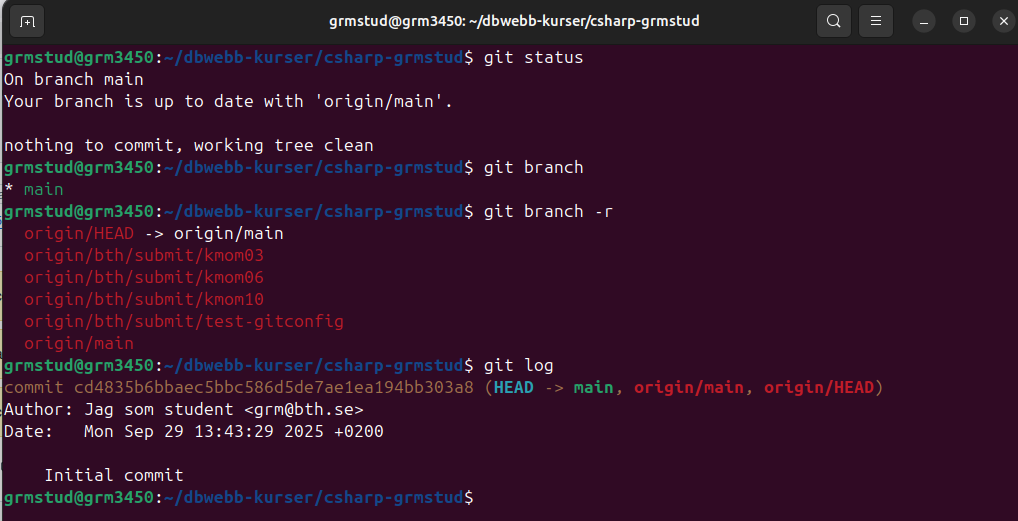 grmstud@grm3450: ~/dbwebb-kurser/csharp-grmstud
grmstud@grm3450:~/dbwebb-kurser/csharp-grmstud$ git status
On branch main
Your branch is up to date with 'origin/main'.
nothing to commit, working tree clean
grmstud@grm3450:~/dbwebb-kurser/csharp-grmstud$ git branch
* main
grmstud@grm3450:~/dbwebb-kurser/csharp-grmstud$ git branch -r
origin/HEAD -> origin/main
origin/bth/submit/kmom03
origin/bth/submit/kmom06
origin/bth/submit/kmom10
origin/bth/submit/test-gitconfig
origin/main
grmstud@grm3450:~/dbwebb-kurser/csharp-grmstud$ git log
commit cd4835b6bbaec5bbc586d5de7ae1ea194bb303a8 (HEAD -> main, origin/main, origin/HEAD)
Author: Jag som student <grm@bth.se>
Date:   Mon Sep 29 13:43:29 2025 +0200
Initial commit
grmstud@grm3450:~/dbwebb-kurser/csharp-grmstud$